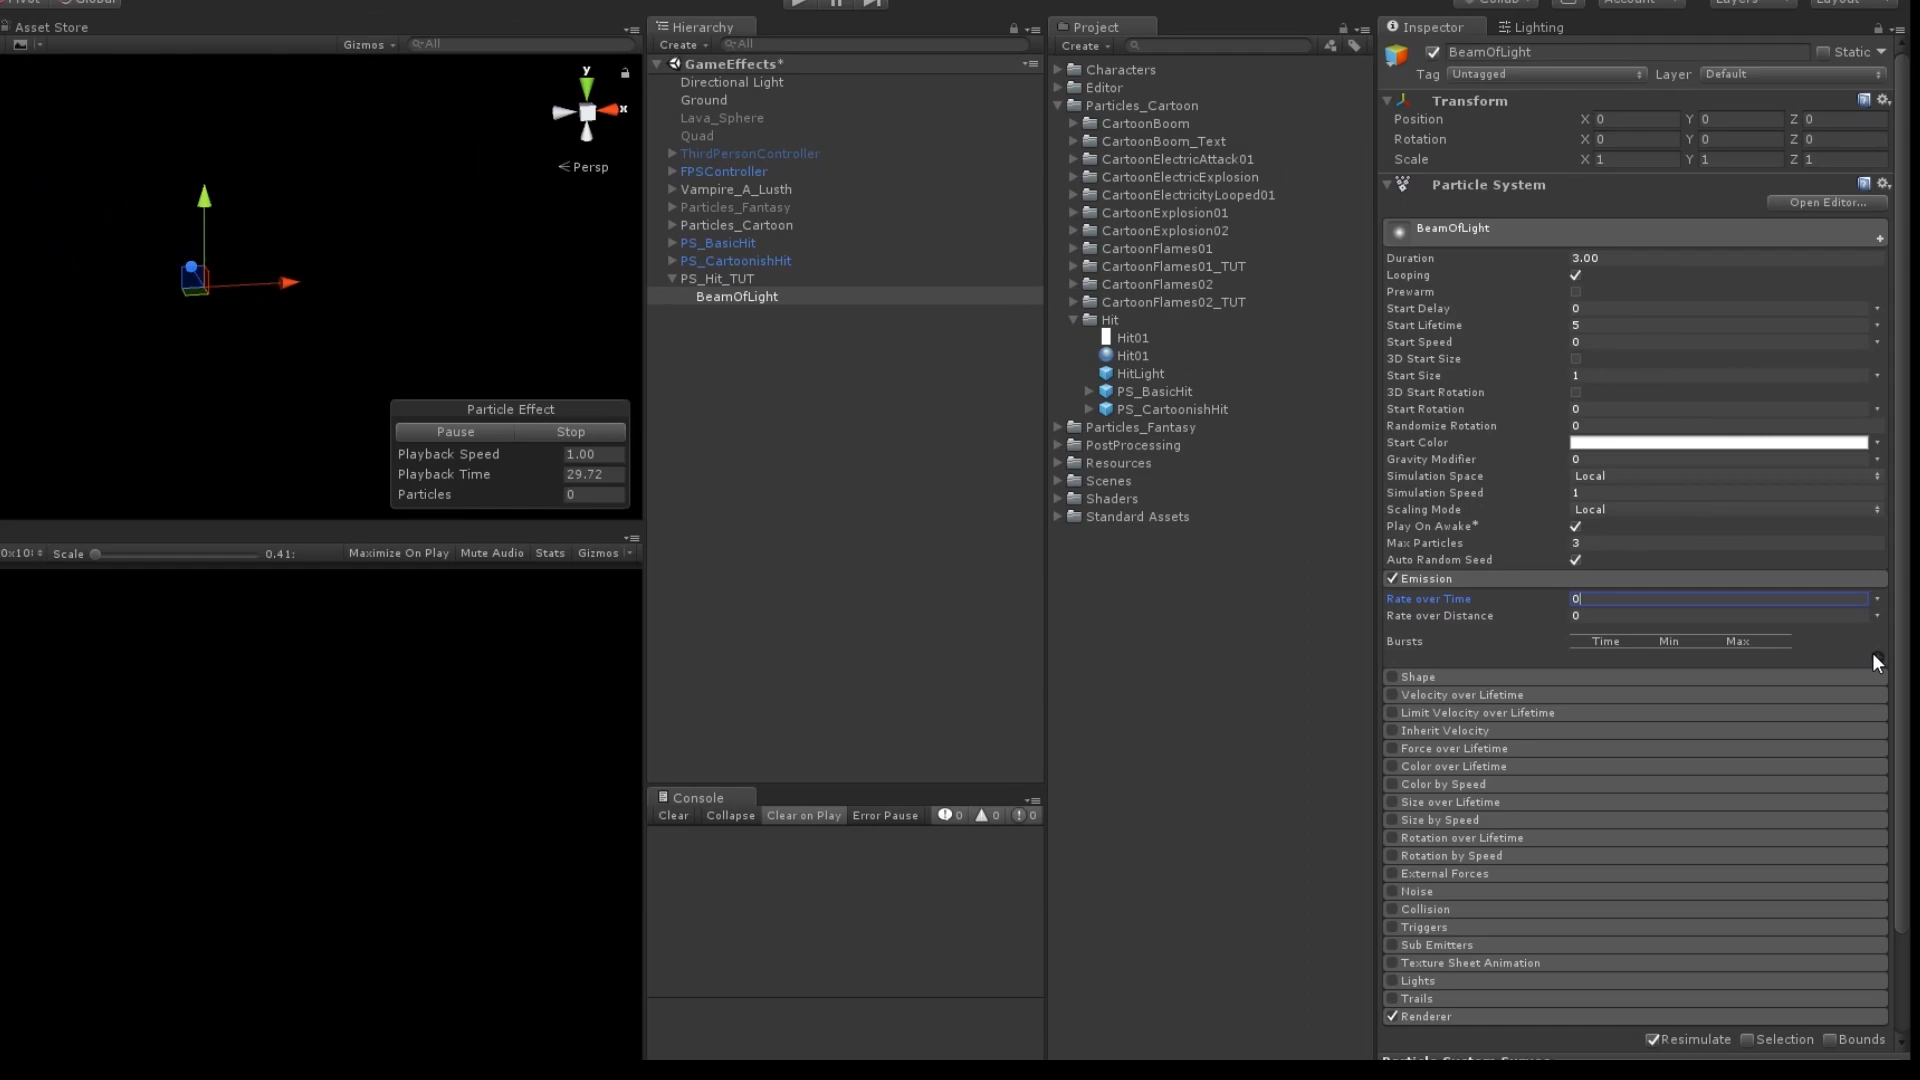 Pivot Global
Collab Account Layers Layout
Asset Store
Gizmos All
y
x
Persp
Particle Effect
Pause Stop
Playback Speed 1.00
Playback Time 29.72
Particles 0
Scale 0.41:
Maximize On Play Mute Audio Stats Gizmos
Hierarchy
Create All
GameEffects*
Directional Light
Ground
Lava_Sphere
Quad
ThirdPersonController
FPSController
Vampire_A_Lusth
Particles_Fantasy
Particles_Cartoon
PS_BasicHit
PS_CartoonishHit
PS_Hit_TUT
BeamOfLight
Console
Clear Collapse Clear on Play Error Pause 0 0 0
Project
Create
Characters
Editor
Particles_Cartoon
CartoonBoom
CartoonBoom_Text
CartoonElectricAttack01
CartoonElectricExplosion
CartoonElectricityLooped01
CartoonExplosion01
CartoonExplosion02
CartoonFlames01
CartoonFlames01_TUT
CartoonFlames02
CartoonFlames02_TUT
Hit
Hit01
Hit01
HitLight
PS_BasicHit
PS_CartoonishHit
Particles_Fantasy
PostProcessing
Resources
Scenes
Shaders
Standard Assets
Inspector Lighting
BeamOfLight Static
Tag Untagged Layer Default
Transform
Position X 0 Y 0 Z 0
Rotation X 0 Y 0 Z 0
Scale X 1 Y 1 Z 1
Particle System
Open Editor...
BeamOfLight
Duration 3.00
Looping
Prewarm
Start Delay 0
Start Lifetime 5
Start Speed 0
3D Start Size
Start Size 1
3D Start Rotation
Start Rotation 0
Randomize Rotation 0
Start Color
Gravity Modifier 0
Simulation Space Local
Simulation Speed 1
Scaling Mode Local
Play On Awake*
Max Particles 3
Auto Random Seed
Emission
Rate over Time 0
Rate over Distance 0
Bursts Time Min Max
Shape
Velocity over Lifetime
Limit Velocity over Lifetime
Inherit Velocity
Force over Lifetime
Color over Lifetime
Color by Speed
Size over Lifetime
Size by Speed
Rotation over Lifetime
Rotation by Speed
External Forces
Noise
Collision
Triggers
Sub Emitters
Texture Sheet Animation
Lights
Trails
Renderer
Resimulate Selection Bounds
Particle System Curves